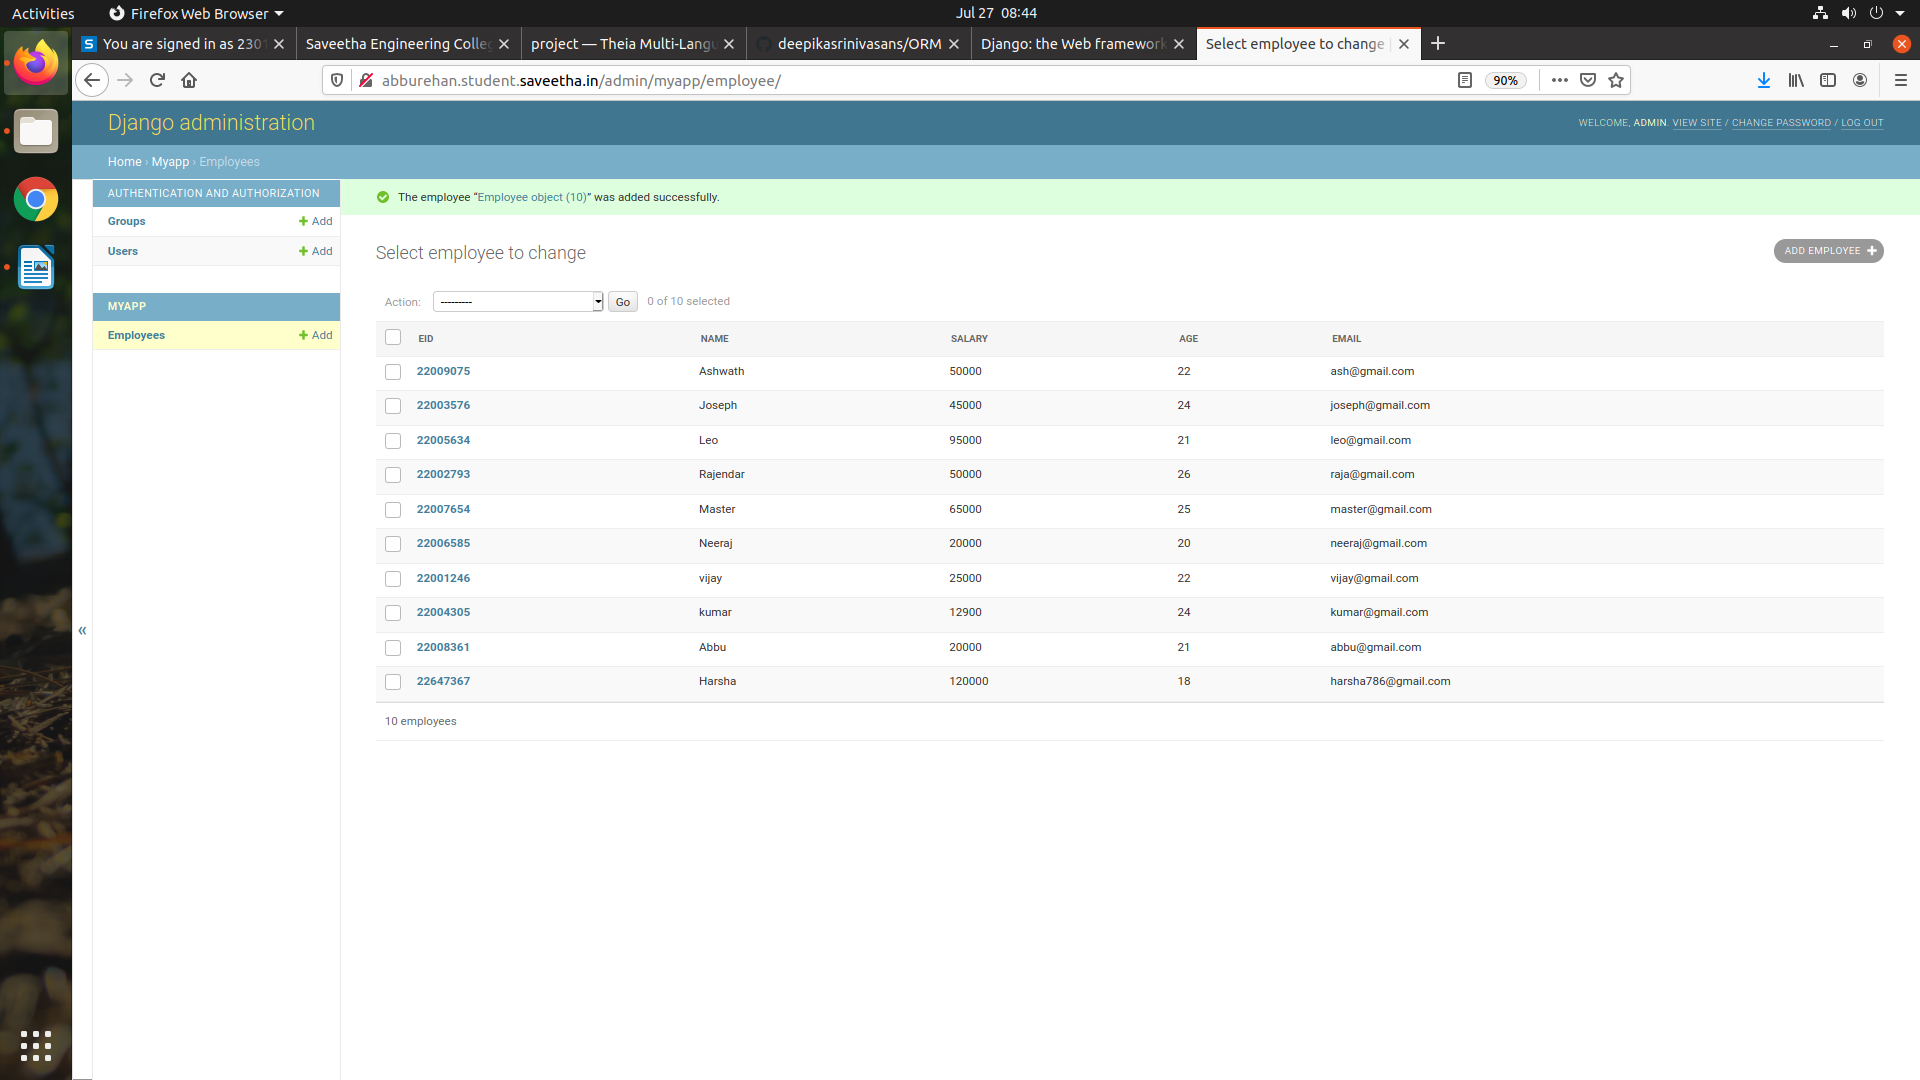 Activities
Firefox Web Browser
Jul 27 08:44
You are signed in as 2301
Saveetha Engineering Colleg
project — Theia Multi-Langu
deepikasrinivasans/ORM
Django: the Web framework
Select employee to change
abburehan.student.saveetha.in/admin/myapp/employee/
90%
Django administration
WELCOME, ADMIN. VIEW SITE / CHANGE PASSWORD / LOG OUT
Home › Myapp › Employees
AUTHENTICATION AND AUTHORIZATION
Groups + Add
Users + Add
MYAPP
Employees + Add
«
The employee “Employee object (10)” was added successfully.
Select employee to change
ADD EMPLOYEE +
Action: --------- Go 0 of 10 selected
EID NAME SALARY AGE EMAIL
22009075 Ashwath 50000 22 ash@gmail.com
22003576 Joseph 45000 24 joseph@gmail.com
22005634 Leo 95000 21 leo@gmail.com
22002793 Rajendar 50000 26 raja@gmail.com
22007654 Master 65000 25 master@gmail.com
22006585 Neeraj 20000 20 neeraj@gmail.com
22001246 vijay 25000 22 vijay@gmail.com
22004305 kumar 12900 24 kumar@gmail.com
22008361 Abbu 20000 21 abbu@gmail.com
22647367 Harsha 120000 18 harsha786@gmail.com
10 employees